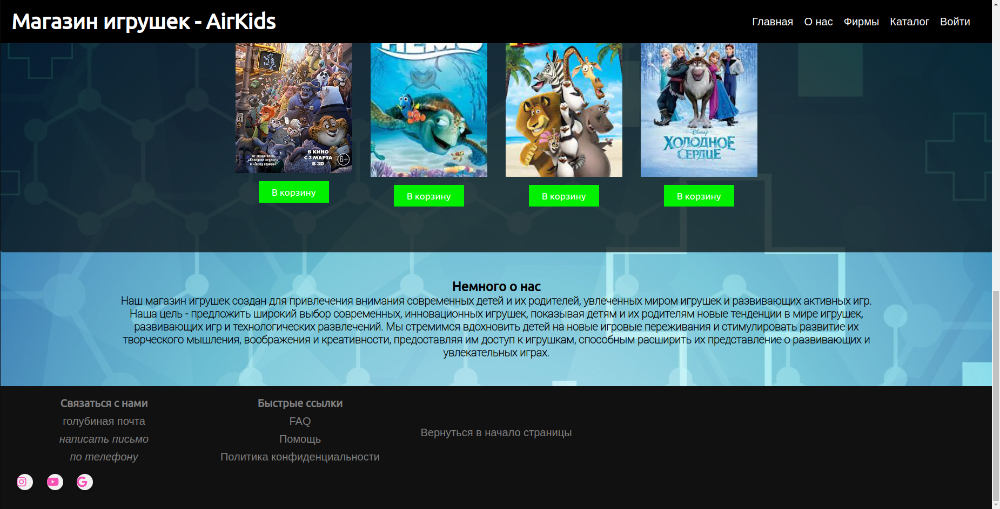 Магазин игрушек - AirKids
Главная О нас Фирмы Каталог Войти
НЕМО
от создателей
«Холодное сердце»
и «Город героев»
В КИНО
С 3 МАРТА
В 3D
6+
Disney
ХОЛОДНОЕ
СЕРДЦЕ
В корзину
В корзину
В корзину
В корзину
Немного о нас
Наш магазин игрушек создан для привлечения внимания современных детей и их родителей, увлеченных миром игрушек и развивающих активных игр.
Наша цель - предложить широкий выбор современных, инновационных игрушек, показывая детям и их родителям новые тенденции в мире игрушек,
развивающих игр и технологических развлечений. Мы стремимся вдохновить детей на новые игровые переживания и стимулировать развитие их
творческого мышления, воображения и креативности, предоставляя им доступ к игрушкам, способным расширить их представление о развивающих и
увлекательных играх.
Связаться с нами
голубиная почта
написать письмо
по телефону
Быстрые ссылки
FAQ
Помощь
Политика конфиденциальности
Вернуться в начало страницы